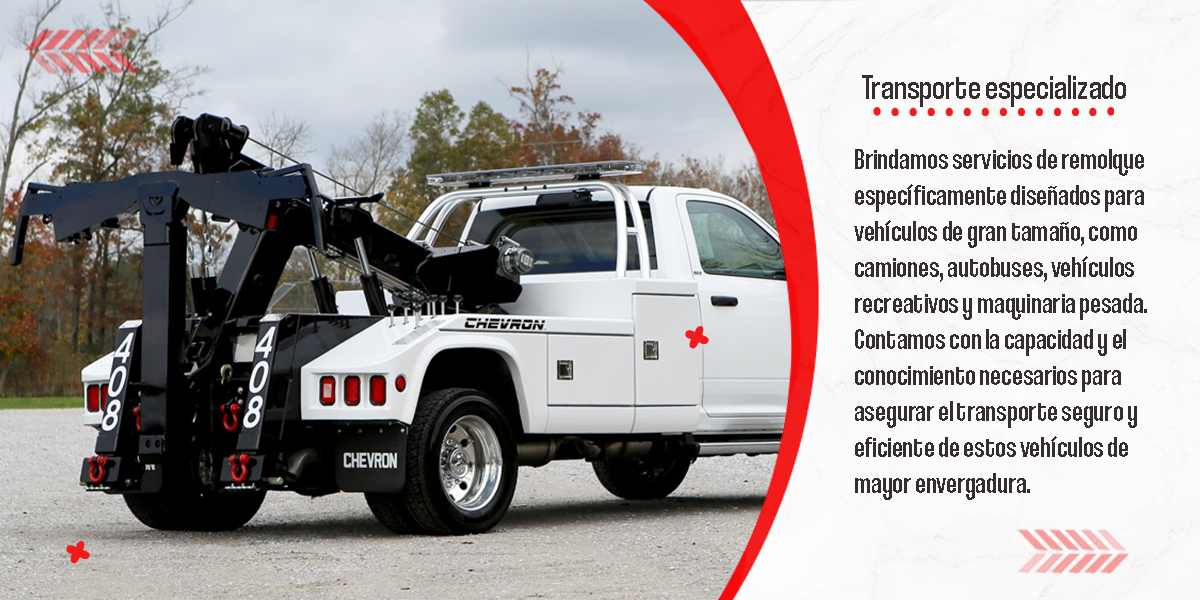 Transporte especializado
Brindamos servicios de remolque
específicamente diseñados para
vehículos de gran tamaño, como
camiones, autobuses, vehículos
recreativos y maquinaria pesada.
Contamos con la capacidad y el
conocimiento necesarios para
asegurar el transporte seguro y
eficiente de estos vehículos de
mayor envergadura.
CHEVRON
408
408
CHEVRON